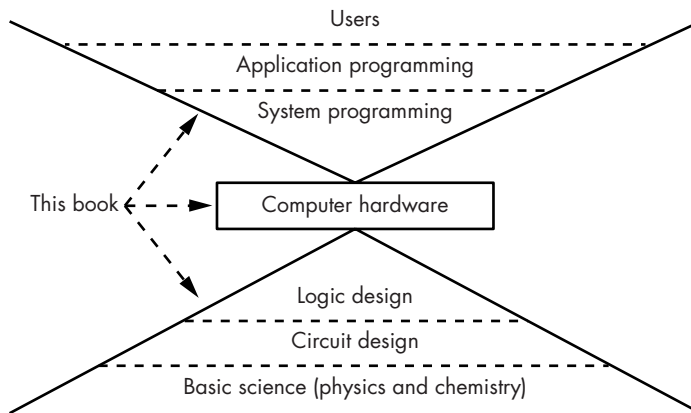 Users
Application programming
System programming
This book
Computer hardware
Logic design
Circuit design
Basic science (physics and chemistry)